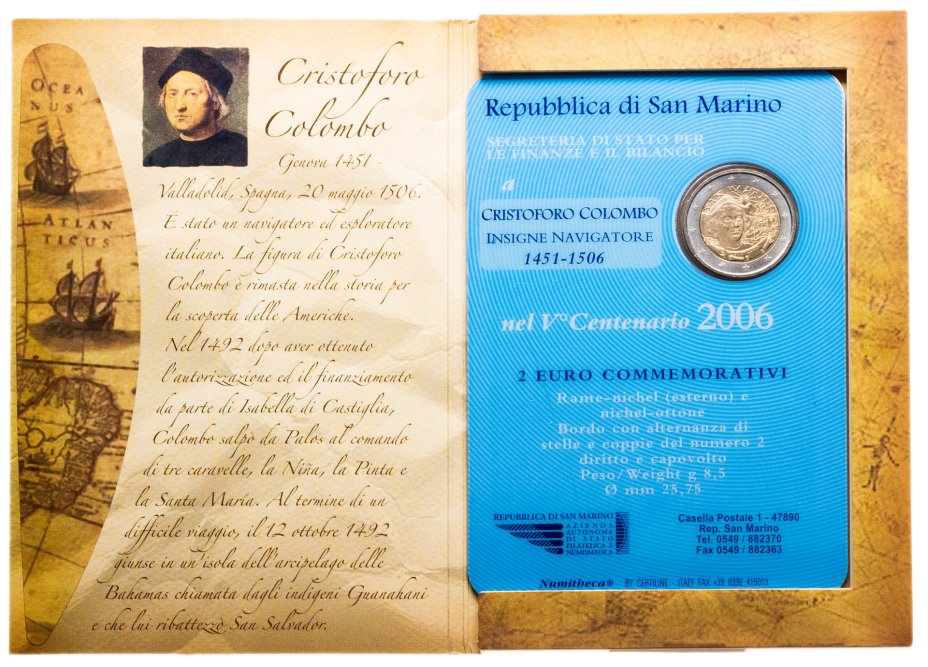 OCEA
NUS
ATLAN
TICUS
Cristoforo
Colombo
Genova 1451 -
Valladolid, Spagna, 20 maggio 1506.
È stato un navigatore ed esploratore
italiano. La figura di Cristoforo
Colombo è rimasta nella storia per
la scoperta delle Americhe.
Nel 1492 dopo aver ottenuto
l'autorizzazione ed il finanziamento
da parte di Isabella di Castiglia,
Colombo salpò da Palos al comando
di tre caravelle, la Niña, la Pinta e
la Santa María. Al termine di un
difficile viaggio, il 12 ottobre 1492
giunse in un'isola dell'arcipelago delle
Bahamas chiamata dagli indigeni Guanahani
e che lui ribattezzò San Salvador.
Repubblica di San Marino
SEGRETERIA DI STATO PER
LE FINANZE E IL BILANCIO
a
CRISTOFORO COLOMBO
INSIGNE NAVIGATORE
1451-1506
nel V°Centenario 2006
2 EURO COMMEMORATIVI
Rame-nichel (esterno) e
nichel-ottone
Bordo con alternanza di
stelle e coppie del numero 2
diritto e capovolto
Peso/Weight g 8,5
Ø mm 25,75
REPUBBLICA DI SAN MARINO
AZIENDA
AUTONOMA
DI STATO
FILATELICA E
NUMISMATICA
Casella Postale 1 - 47890
Rep. San Marino
Tel. 0549 / 882370
Fax 0549 / 882363
Numitheca® BY CERTILINE - ITALY FAX +39 0332 415013